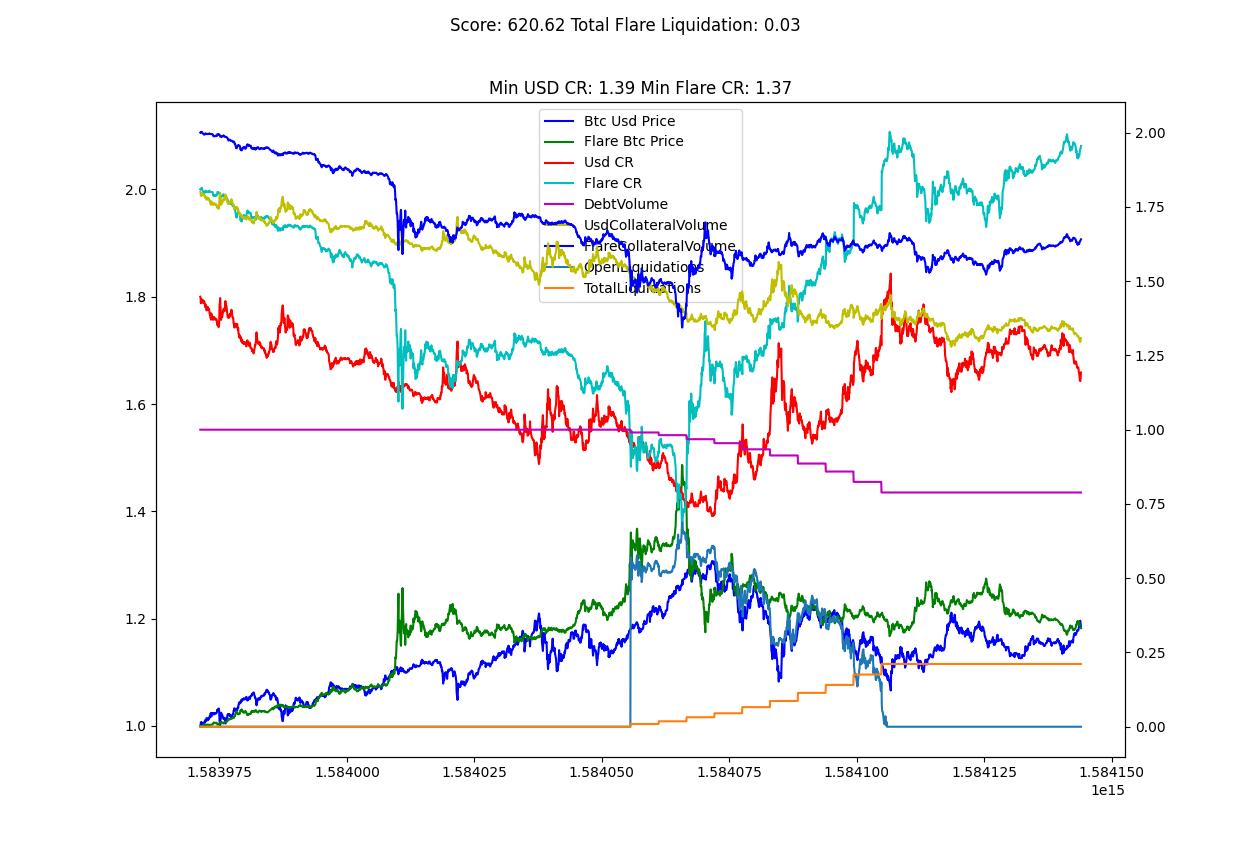 Score: 620.62 Total Flare Liquidation: 0.03
Min USD CR: 1.39 Min Flare CR: 1.37
Btc Usd Price
Flare Btc Price
Usd CR
Flare CR
DebtVolume
UsdCollateralVolume
FlareCollateralVolume
OpenLiquidations
TotalLiquidations
2.0
1.8
1.6
1.4
1.2
1.0
2.00
1.75
1.50
1.25
1.00
0.75
0.50
0.25
0.00
1.583975 1.584000 1.584025 1.584050 1.584075 1.584100 1.584125 1.584150
1e15